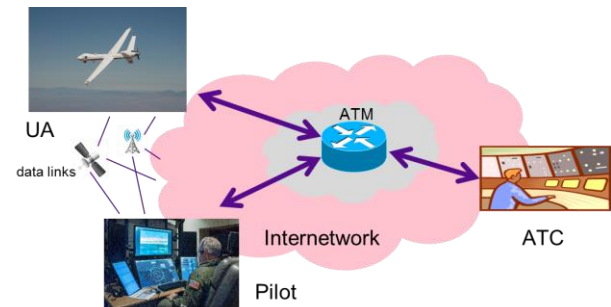 ATM
UA
data links
Internetwork
ATC
Pilot